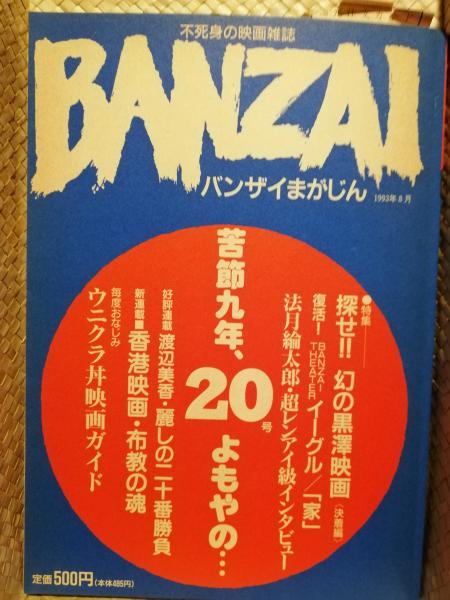 不死身の映画雑誌
BANZAI
バンザイまがじん
1993年8月
●特集
探せ!! 幻の黒澤映画〈決着編〉
復活! BANZAI THEATER イーグル/「家」
法月綸太郎・超レアイ級インタビュー
苦節九年、
20号
よもやの…
好評連載 渡辺美香・麗しの二十番勝負
新連載■香港映画・布教の魂
毎度おなじみ
ウニクラ丼映画ガイド
定価500円(本体485円)